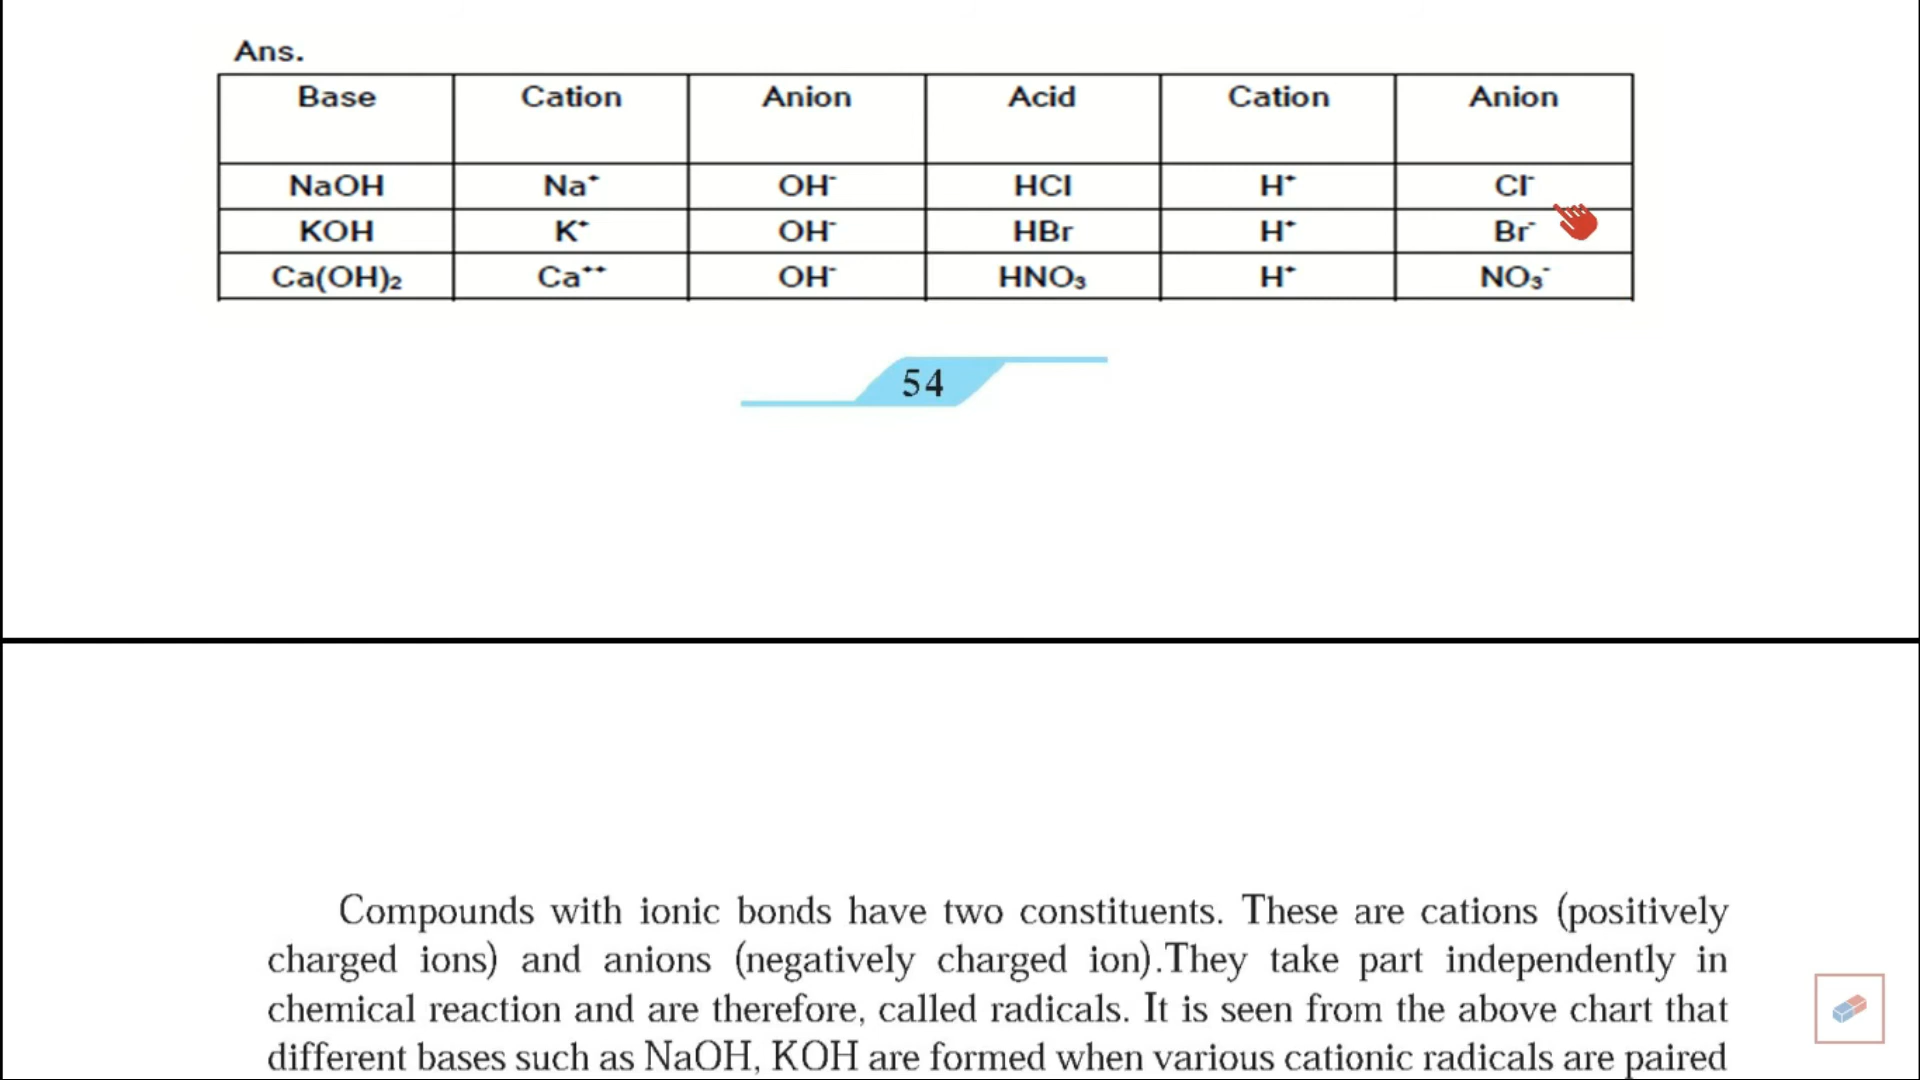 Ans.
Base Cation Anion Acid Cation Anion
NaOH Na⁺ OH⁻ HCl H⁺ Cl⁻
KOH K⁺ OH⁻ HBr H⁺ Br⁻
Ca(OH)₂ Ca⁺⁺ OH⁻ HNO₃ H⁺ NO₃⁻
54
Compounds with ionic bonds have two constituents. These are cations (positively
charged ions) and anions (negatively charged ion).They take part independently in
chemical reaction and are therefore, called radicals. It is seen from the above chart that
different bases such as NaOH, KOH are formed when various cationic radicals are paired